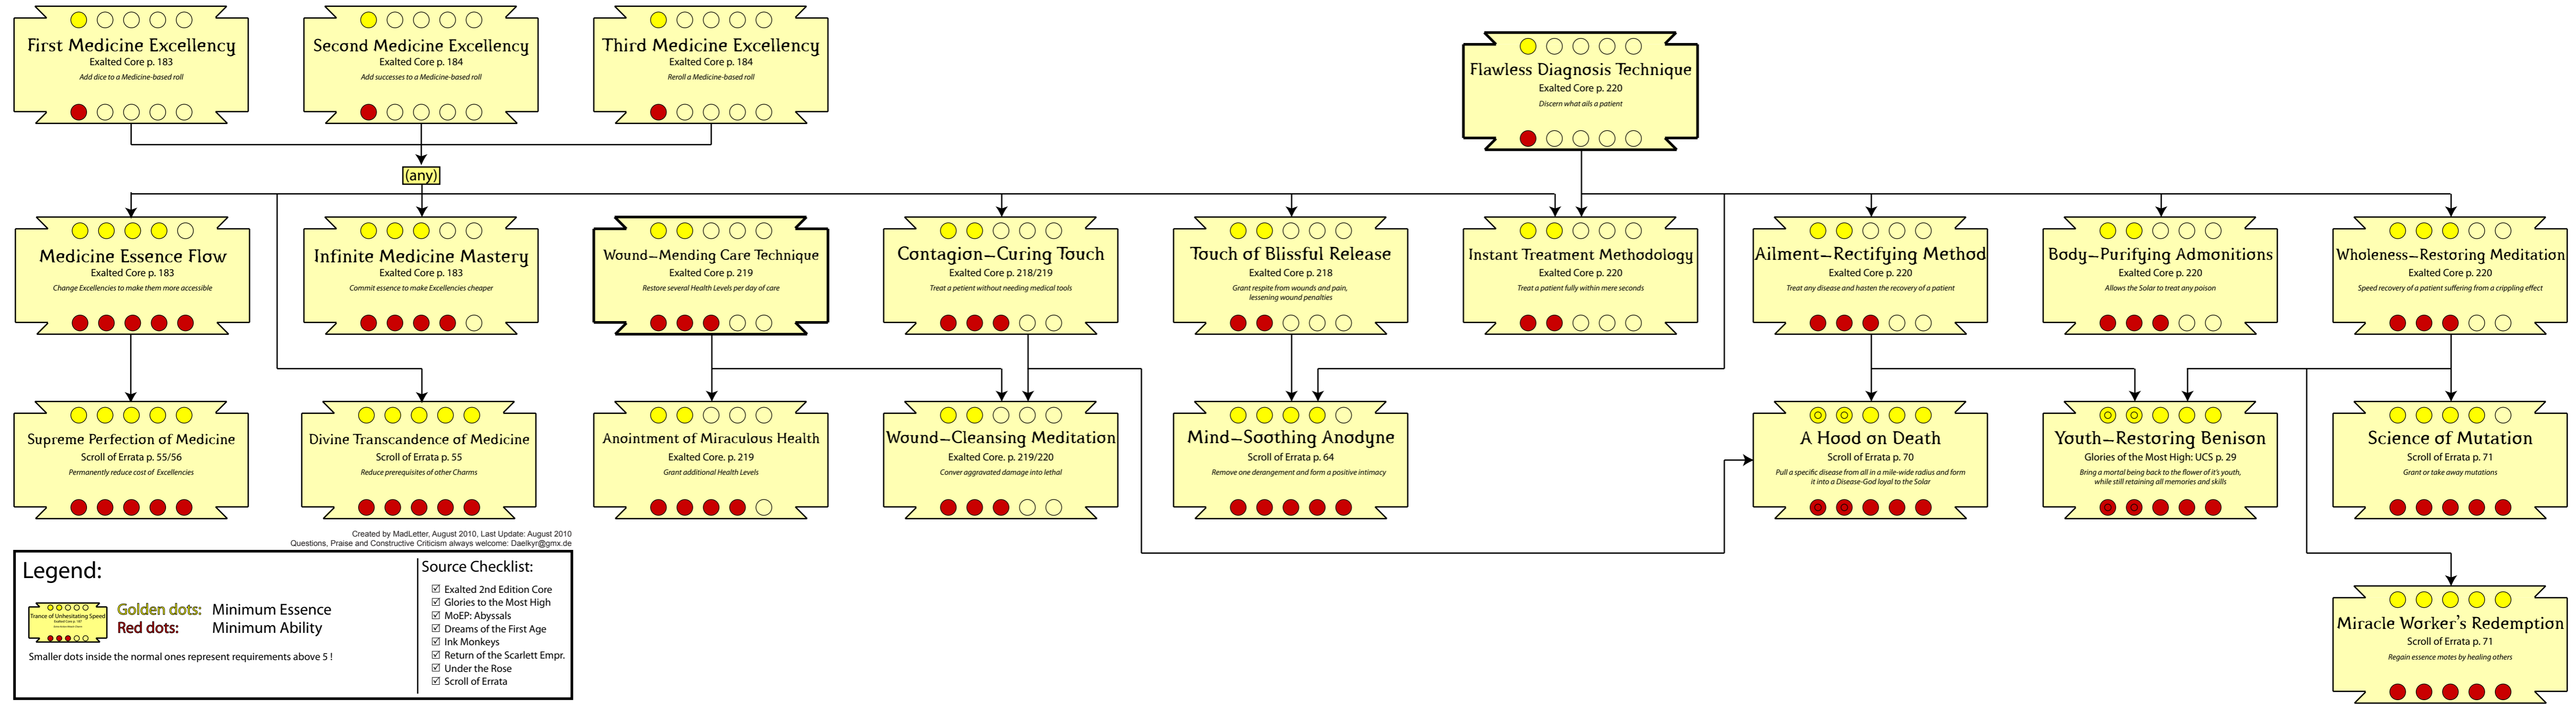 First Medicine Excellency
Exalted Core p. 183
Add dice to a Medicine-based roll
Second Medicine Excellency
Exalted Core p. 184
Add successes to a Medicine-based roll
Third Medicine Excellency
Exalted Core p. 184
Reroll a Medicine-based roll
Flawless Diagnosis Technique
Exalted Core p. 220
Discern what ails a patient
(any)
Medicine Essence Flow
Exalted Core p. 183
Change Excellencies to make them more accessible
Infinite Medicine Mastery
Exalted Core p. 183
Commit essence to make Excellencies cheaper
Wound-Mending Care Technique
Exalted Core p. 219
Restore several Health Levels per day of care
Contagion-Curing Touch
Exalted Core p. 218/219
Treat a petient without needing medical tools
Touch of Blissful Release
Exalted Core p. 218
Grant respite from wounds and pain,
lessening wound penalties
Instant Treatment Methodology
Exalted Core p. 220
Treat a patient fully within mere seconds
Ailment-Rectifying Method
Exalted Core p. 220
Treat any disease and hasten the recovery of a patient
Body-Purifying Admonitions
Exalted Core p. 220
Allows the Solar to treat any poison
Wholeness-Restoring Meditation
Exalted Core p. 220
Speed recovery of a patient suffering from a crippling effect
Supreme Perfection of Medicine
Scroll of Errata p. 55/56
Permanently reduce cost of Excellencies
Divine Transcandence of Medicine
Scroll of Errata p. 55
Reduce prerequisites of other Charms
Anointment of Miraculous Health
Exalted Core. p. 219
Grant additional Health Levels
Wound-Cleansing Meditation
Exalted Core. p. 219/220
Conver aggravated damage into lethal
Mind-Soothing Anodyne
Scroll of Errata p. 64
Remove one derangement and form a positive intimacy
A Hood on Death
Scroll of Errata p. 70
Pull a specific disease from all in a mile-wide radius and form
it into a Disease-God loyal to the Solar
Youth-Restoring Benison
Glories of the Most High: UCS p. 29
Bring a mortal being back to the flower of it's youth,
while still retaining all memories and skills
Science of Mutation
Scroll of Errata p. 71
Grant or take away mutations
Miracle Worker's Redemption
Scroll of Errata p. 71
Regain essence motes by healing others
Created by MadLetter, August 2010, Last Update: August 2010
Questions, Praise and Constructive Criticism always welcome: Daelkyr@gmx.de
Legend:
Trance of Unhesitating Speed
Golden dots: Minimum Essence
Red dots: Minimum Ability
Smaller dots inside the normal ones represent requirements above 5 !
Source Checklist:
Exalted 2nd Edition Core
Glories to the Most High
MoEP: Abyssals
Dreams of the First Age
Ink Monkeys
Return of the Scarlett Empr.
Under the Rose
Scroll of Errata